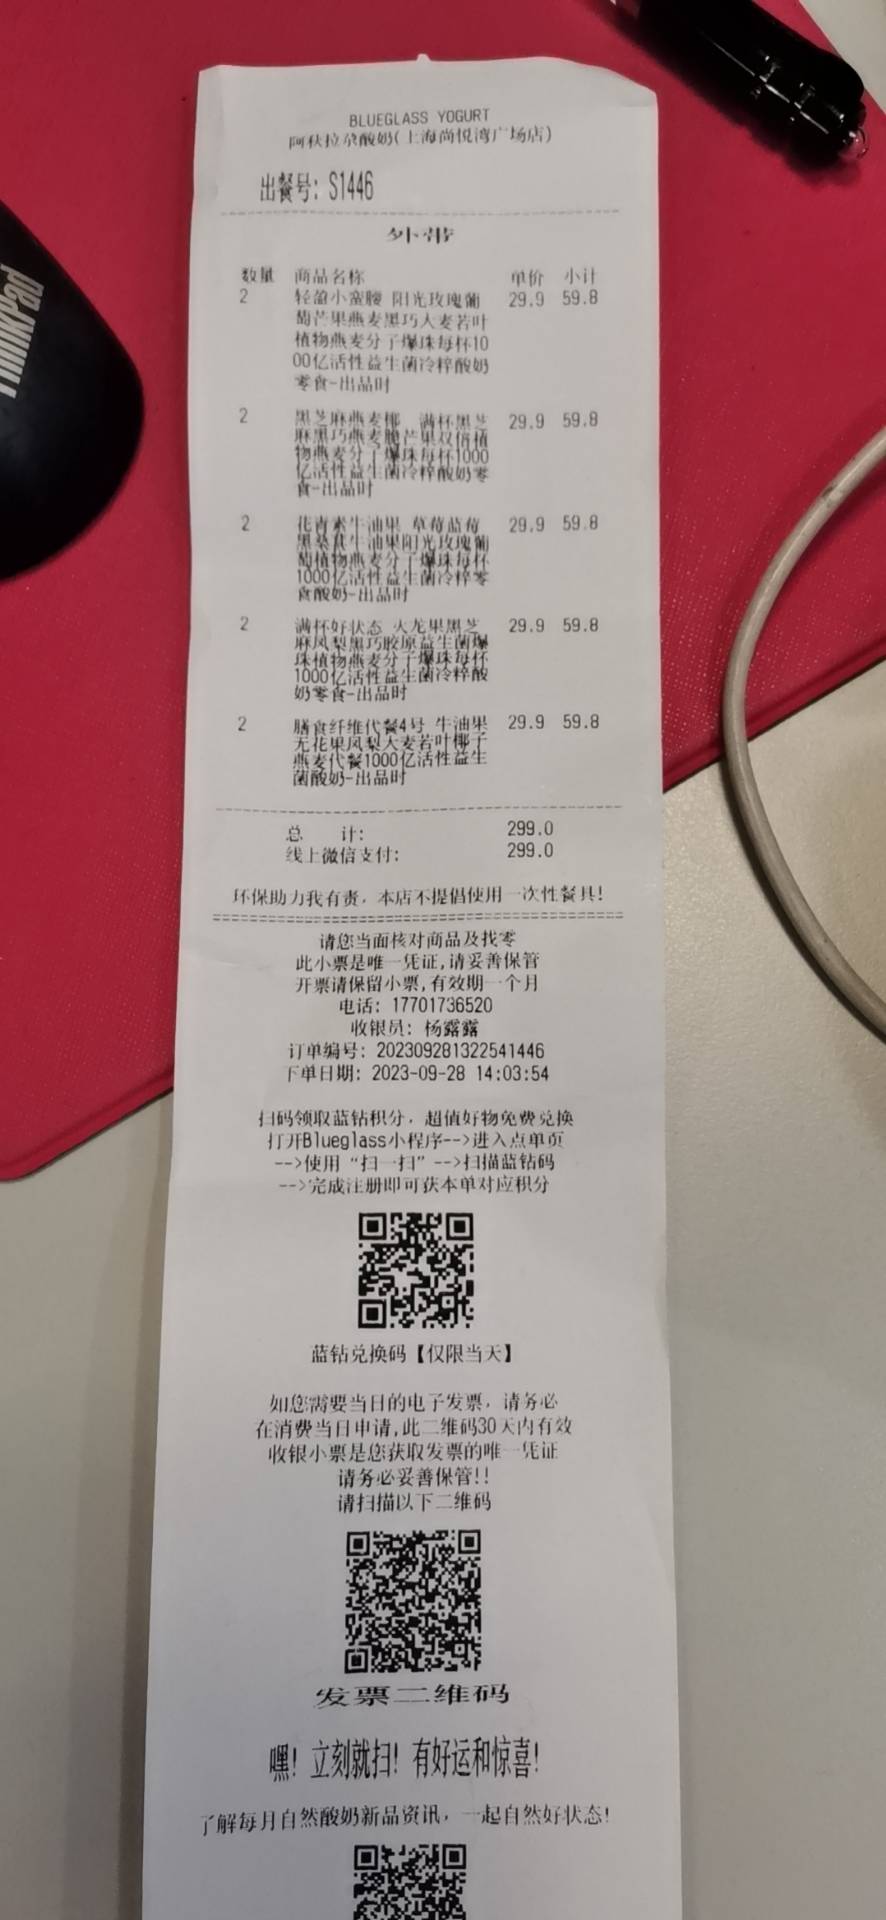 ThinkPad
BLUEGLASS YOGURT
阿秋拉尕酸奶(上海尚悦湾广场店)
出餐号: S1446
外带
数量 商品名称 单价 小计
2 轻盈小蛮腰 阳光玫瑰葡 29.9 59.8
萄芒果燕麦黑巧大麦若叶
植物燕麦分子爆珠每杯10
00亿活性益生菌冷粹酸奶
零食-出品时
2 黑芝麻燕麦椰 满杯黑芝 29.9 59.8
麻黑巧燕麦脆芒果双倍植
物燕麦分子爆珠每杯1000
亿活性益生菌冷粹酸奶零
食-出品时
2 花青素牛油果 草莓蓝莓 29.9 59.8
黑桑葚牛油果阳光玫瑰葡
萄植物燕麦分子爆珠每杯
1000亿活性益生菌冷粹零
食酸奶-出品时
2 满杯好状态 火龙果黑芝 29.9 59.8
麻凤梨黑巧胶原益生菌爆
珠植物燕麦分子爆珠每杯
1000亿活性益生菌冷粹酸
奶零食-出品时
2 膳食纤维代餐4号 牛油果 29.9 59.8
无花果凤梨大麦若叶椰子
燕麦代餐1000亿活性益生
菌酸奶-出品时
总 计: 299.0
线上微信支付: 299.0
环保助力我有责，本店不提倡使用一次性餐具!
请您当面核对商品及找零
此小票是唯一凭证,请妥善保管
开票请保留小票,有效期一个月
电话: 17701736520
收银员: 杨露露
订单编号: 202309281322541446
下单日期: 2023-09-28 14:03:54
扫码领取蓝钻积分，超值好物免费兑换
打开Blueglass小程序-->进入点单页
-->使用“扫一扫”-->扫描蓝钻码
-->完成注册即可获本单对应积分
蓝钻兑换码【仅限当天】
如您需要当日的电子发票，请务必
在消费当日申请,此二维码30天内有效
收银小票是您获取发票的唯一凭证
请务必妥善保管!!
请扫描以下二维码
发票二维码
嘿! 立刻就扫! 有好运和惊喜!
了解每月自然酸奶新品资讯，一起自然好状态!